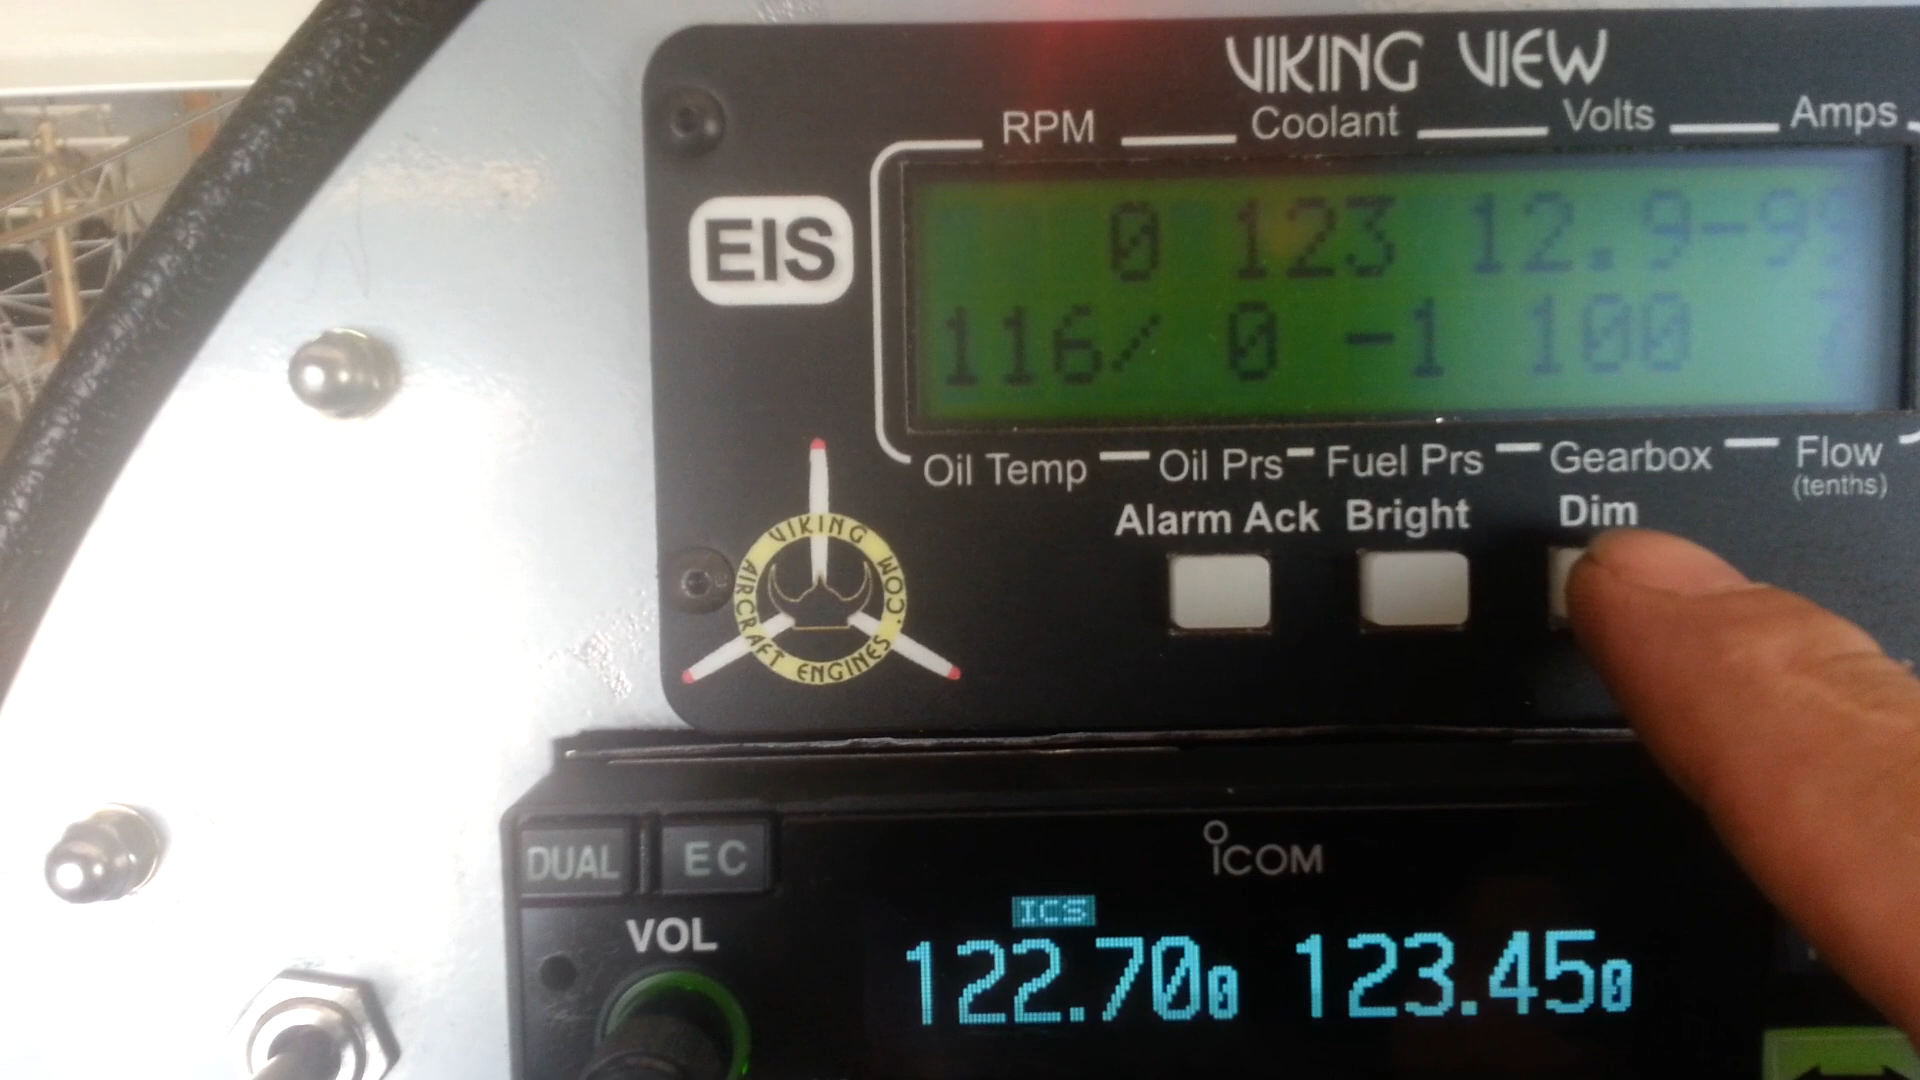 VIKING VIEW
RPM Coolant Volts Amps
EIS
0 123 12.9-99
116/ 0 -1 100 7
Oil Temp Oil Prs Fuel Prs Gearbox Flow
(tenths)
Alarm Ack Bright Dim
VIKING AIRCRAFT ENGINES.COM
DUAL EC
ICOM
VOL
ICS
122.700 123.450